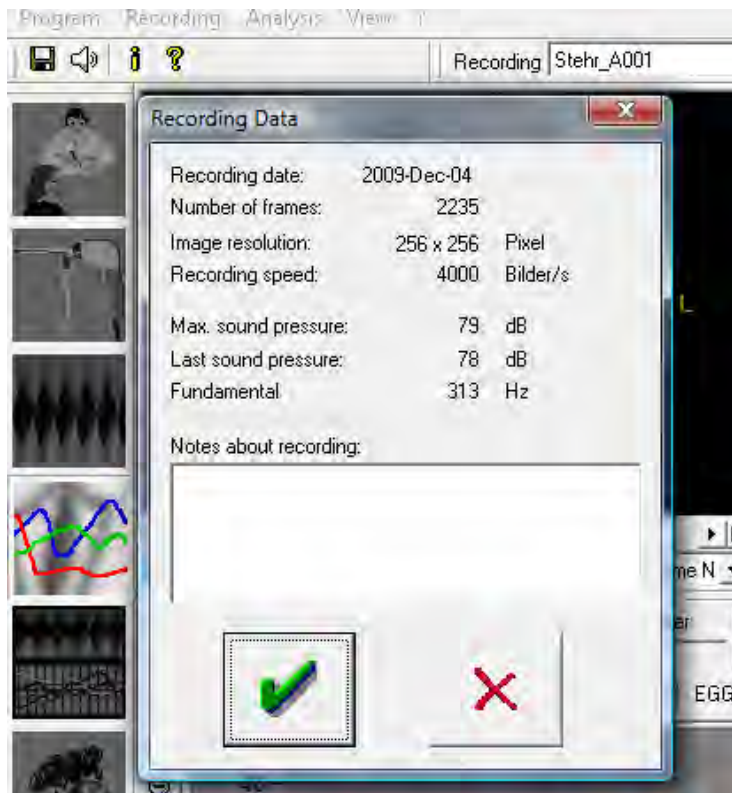 Program Recording Analysis View ?
Recording Stehr_A001
Recording Data
Recording date: 2009-Dec-04
Number of frames: 2235
Image resolution: 256 x 256 Pixel
Recording speed: 4000 Bilder/s
Max. sound pressure: 79 dB
Last sound pressure: 78 dB
Fundamental 313 Hz
Notes about recording:
L
N
EGG